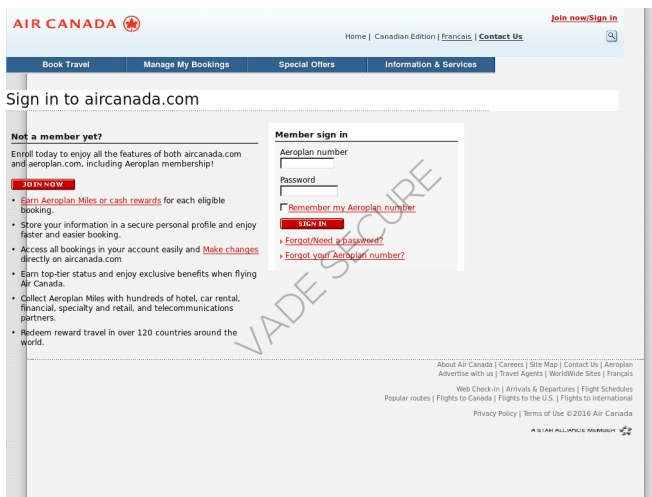 AIR CANADA
Join now/Sign in
Home | Canadian Edition | Francais | Contact Us
Book Travel Manage My Bookings Special Offers Information & Services
Sign in to aircanada.com
Not a member yet?
Enroll today to enjoy all the features of both aircanada.com
and aeroplan.com, including Aeroplan membership!
JOIN NOW
• Earn Aeroplan Miles or cash rewards for each eligible
booking.
• Store your information in a secure personal profile and enjoy
faster and easier booking.
• Access all bookings in your account easily and Make changes
directly on aircanada.com
• Earn top-tier status and enjoy exclusive benefits when flying
Air Canada.
• Collect Aeroplan Miles with hundreds of hotel, car rental,
financial, specialty and retail, and telecommunications
partners.
• Redeem reward travel in over 120 countries around the
world.
Member sign in
Aeroplan number
Password
Remember my Aeroplan number
SIGN IN
Forgot/Need a password?
Forgot your Aeroplan number?
VADE SECURE
About Air Canada | Careers | Site Map | Contact Us | Aeroplan
Advertise with us | Travel Agents | WorldWide Sites | Français
Web Check-in | Arrivals & Departures | Flight Schedules
Popular routes | Flights to Canada | Flights to the U.S. | Flights to international
Privacy Policy | Terms of Use ©2016 Air Canada
A STAR ALLIANCE MEMBER